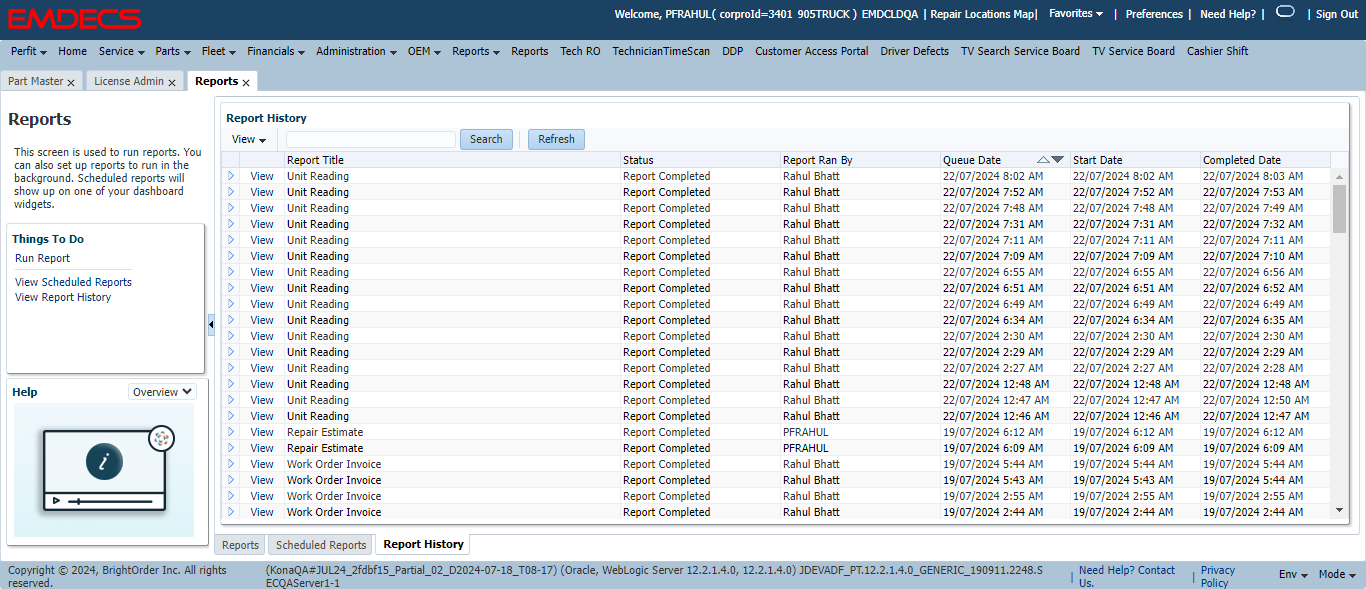 EMDECS
Welcome, PFRAHUL( corproId=3401 905TRUCK ) EMDCLDQA | Repair Locations Map| Favorites | Preferences | Need Help? | | Sign Out
Perfit Home Service Parts Fleet Financials Administration OEM Reports Reports Tech RO TechnicianTimeScan DDP Customer Access Portal Driver Defects TV Search Service Board TV Service Board Cashier Shift
Part Master License Admin Reports
Reports
This screen is used to run reports. You
can also set up reports to run in the
background. Scheduled reports will
show up on one of your dashboard
widgets.
Things To Do
Run Report
View Scheduled Reports
View Report History
Help Overview
i
Report History
View Search Refresh
Report Title Status Report Ran By Queue Date Start Date Completed Date
View Unit Reading Report Completed Rahul Bhatt 22/07/2024 8:02 AM 22/07/2024 8:02 AM 22/07/2024 8:03 AM
View Unit Reading Report Completed Rahul Bhatt 22/07/2024 7:52 AM 22/07/2024 7:52 AM 22/07/2024 7:53 AM
View Unit Reading Report Completed Rahul Bhatt 22/07/2024 7:48 AM 22/07/2024 7:48 AM 22/07/2024 7:49 AM
View Unit Reading Report Completed Rahul Bhatt 22/07/2024 7:31 AM 22/07/2024 7:31 AM 22/07/2024 7:32 AM
View Unit Reading Report Completed Rahul Bhatt 22/07/2024 7:11 AM 22/07/2024 7:11 AM 22/07/2024 7:11 AM
View Unit Reading Report Completed Rahul Bhatt 22/07/2024 7:09 AM 22/07/2024 7:09 AM 22/07/2024 7:10 AM
View Unit Reading Report Completed Rahul Bhatt 22/07/2024 6:55 AM 22/07/2024 6:55 AM 22/07/2024 6:56 AM
View Unit Reading Report Completed Rahul Bhatt 22/07/2024 6:51 AM 22/07/2024 6:51 AM 22/07/2024 6:52 AM
View Unit Reading Report Completed Rahul Bhatt 22/07/2024 6:49 AM 22/07/2024 6:49 AM 22/07/2024 6:49 AM
View Unit Reading Report Completed Rahul Bhatt 22/07/2024 6:34 AM 22/07/2024 6:34 AM 22/07/2024 6:35 AM
View Unit Reading Report Completed Rahul Bhatt 22/07/2024 2:30 AM 22/07/2024 2:30 AM 22/07/2024 2:30 AM
View Unit Reading Report Completed Rahul Bhatt 22/07/2024 2:29 AM 22/07/2024 2:29 AM 22/07/2024 2:29 AM
View Unit Reading Report Completed Rahul Bhatt 22/07/2024 2:27 AM 22/07/2024 2:27 AM 22/07/2024 2:28 AM
View Unit Reading Report Completed Rahul Bhatt 22/07/2024 12:48 AM 22/07/2024 12:48 AM 22/07/2024 12:48 AM
View Unit Reading Report Completed Rahul Bhatt 22/07/2024 12:47 AM 22/07/2024 12:47 AM 22/07/2024 12:50 AM
View Unit Reading Report Completed Rahul Bhatt 22/07/2024 12:46 AM 22/07/2024 12:46 AM 22/07/2024 12:47 AM
View Repair Estimate Report Completed PFRAHUL 19/07/2024 6:12 AM 19/07/2024 6:12 AM 19/07/2024 6:12 AM
View Repair Estimate Report Completed PFRAHUL 19/07/2024 6:09 AM 19/07/2024 6:09 AM 19/07/2024 6:09 AM
View Work Order Invoice Report Completed Rahul Bhatt 19/07/2024 5:44 AM 19/07/2024 5:44 AM 19/07/2024 5:44 AM
View Work Order Invoice Report Completed Rahul Bhatt 19/07/2024 5:43 AM 19/07/2024 5:43 AM 19/07/2024 5:44 AM
View Work Order Invoice Report Completed Rahul Bhatt 19/07/2024 2:55 AM 19/07/2024 2:55 AM 19/07/2024 2:55 AM
View Work Order Invoice Report Completed Rahul Bhatt 19/07/2024 2:44 AM 19/07/2024 2:44 AM 19/07/2024 2:44 AM
Reports Scheduled Reports Report History
Copyright © 2024, BrightOrder Inc. All rights
reserved.
(KonaQA#JUL24_2fdbf15_Partial_02_D2024-07-18_T08-17) (Oracle, WebLogic Server 12.2.1.4.0, 12.2.1.4.0) JDEVADF_PT.12.2.1.4.0_GENERIC_190911.2248.S
ECQAServer1-1
| Need Help? Contact
Us.
| Privacy
Policy
Env Mode